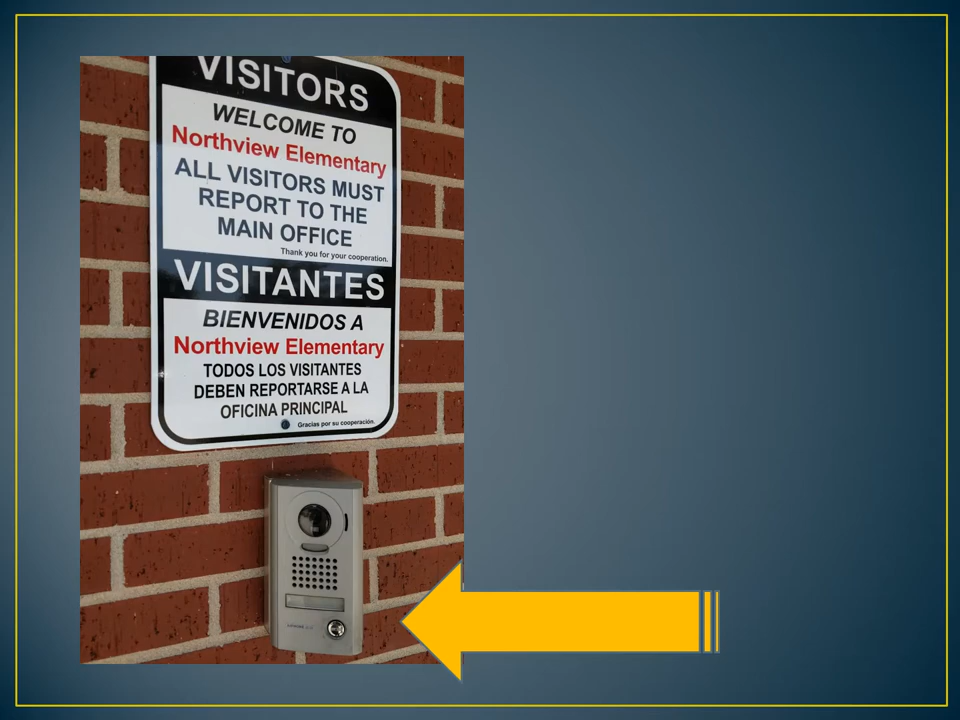 VISITORS
WELCOME TO
Northview Elementary
ALL VISITORS MUST
REPORT TO THE
MAIN OFFICE
Thank you for your cooperation.
VISITANTES
BIENVENIDOS A
Northview Elementary
TODOS LOS VISITANTES
DEBEN REPORTARSE A LA
OFICINA PRINCIPAL
Gracias por su cooperación.